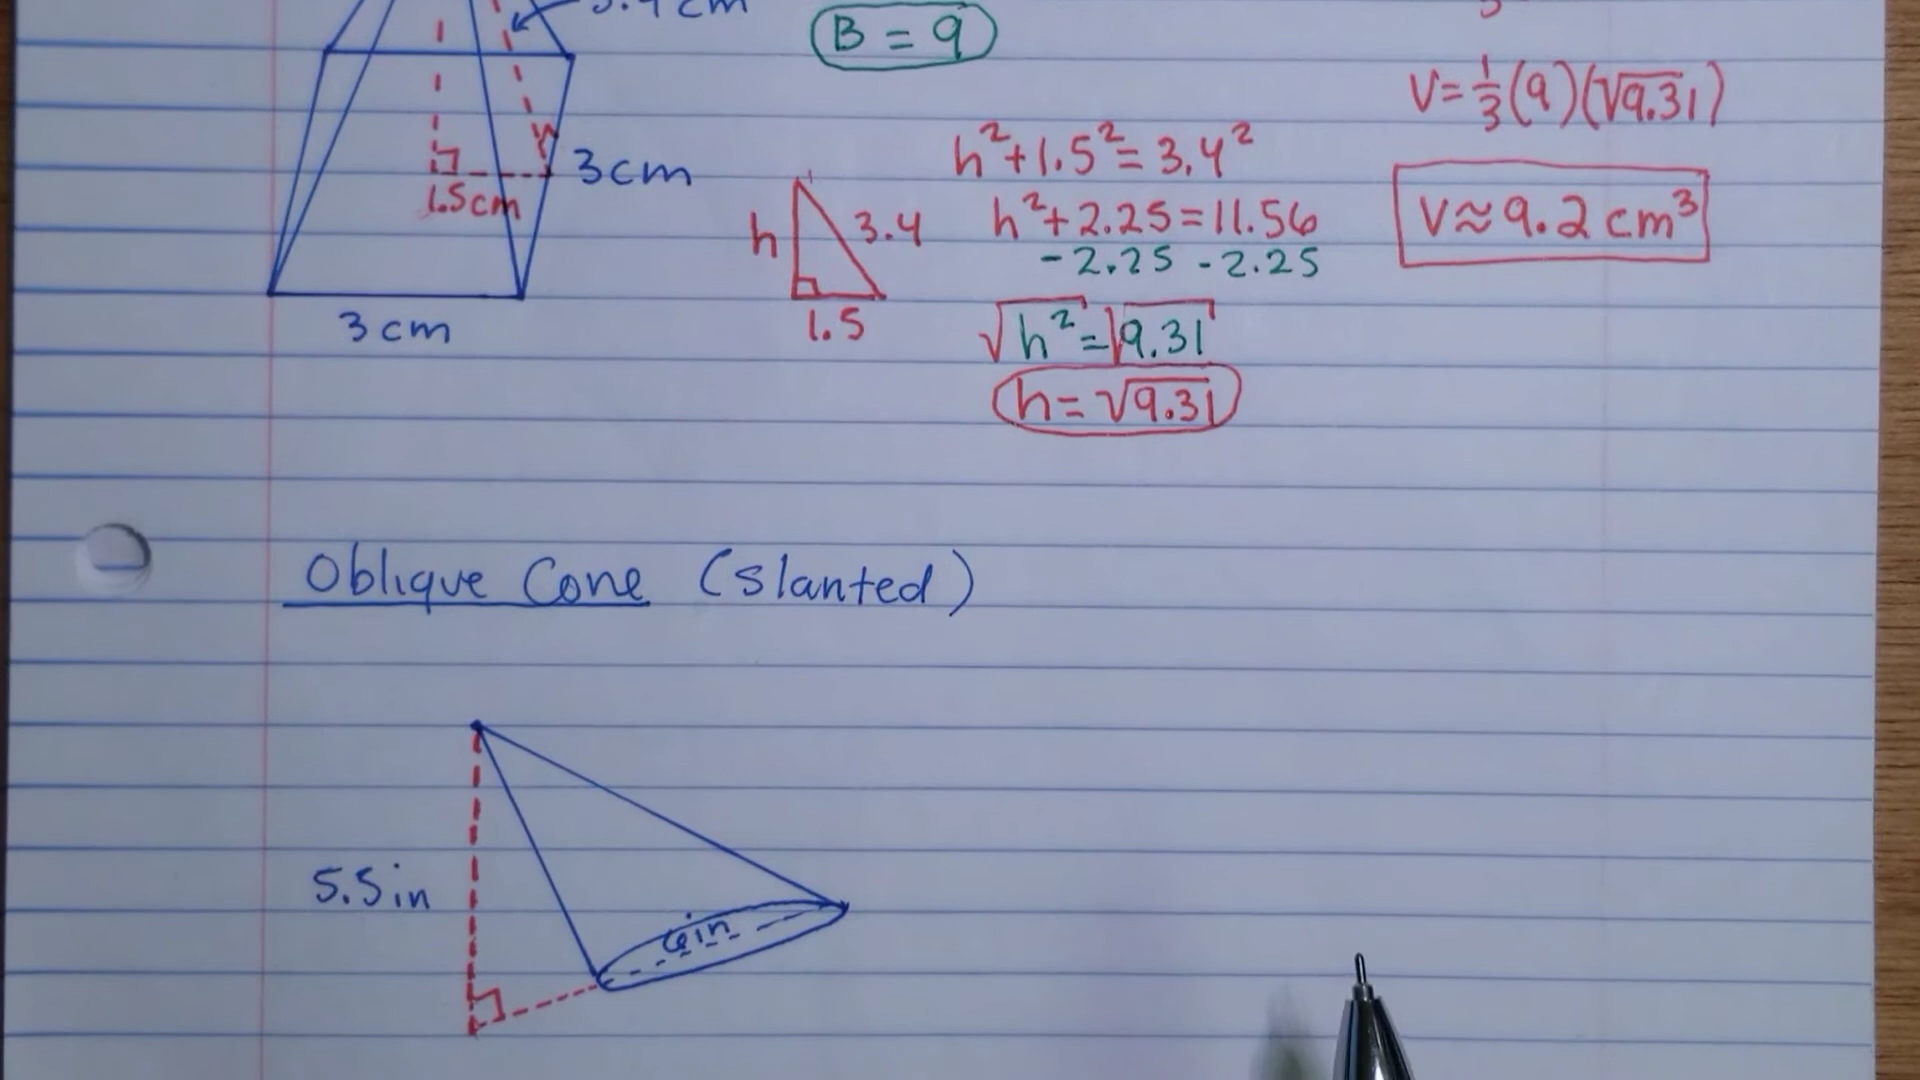 B = 9
V = 1/3 (9)(√9.31)
h² + 1.5² = 3.4²
3cm
1.5cm
h² + 2.25 = 11.56
V ≈ 9.2 cm³
h
3.4
- 2.25 - 2.25
3 cm
1.5
√h² = √9.31
h = √9.31
Oblique Cone (slanted)
5.5in
6in